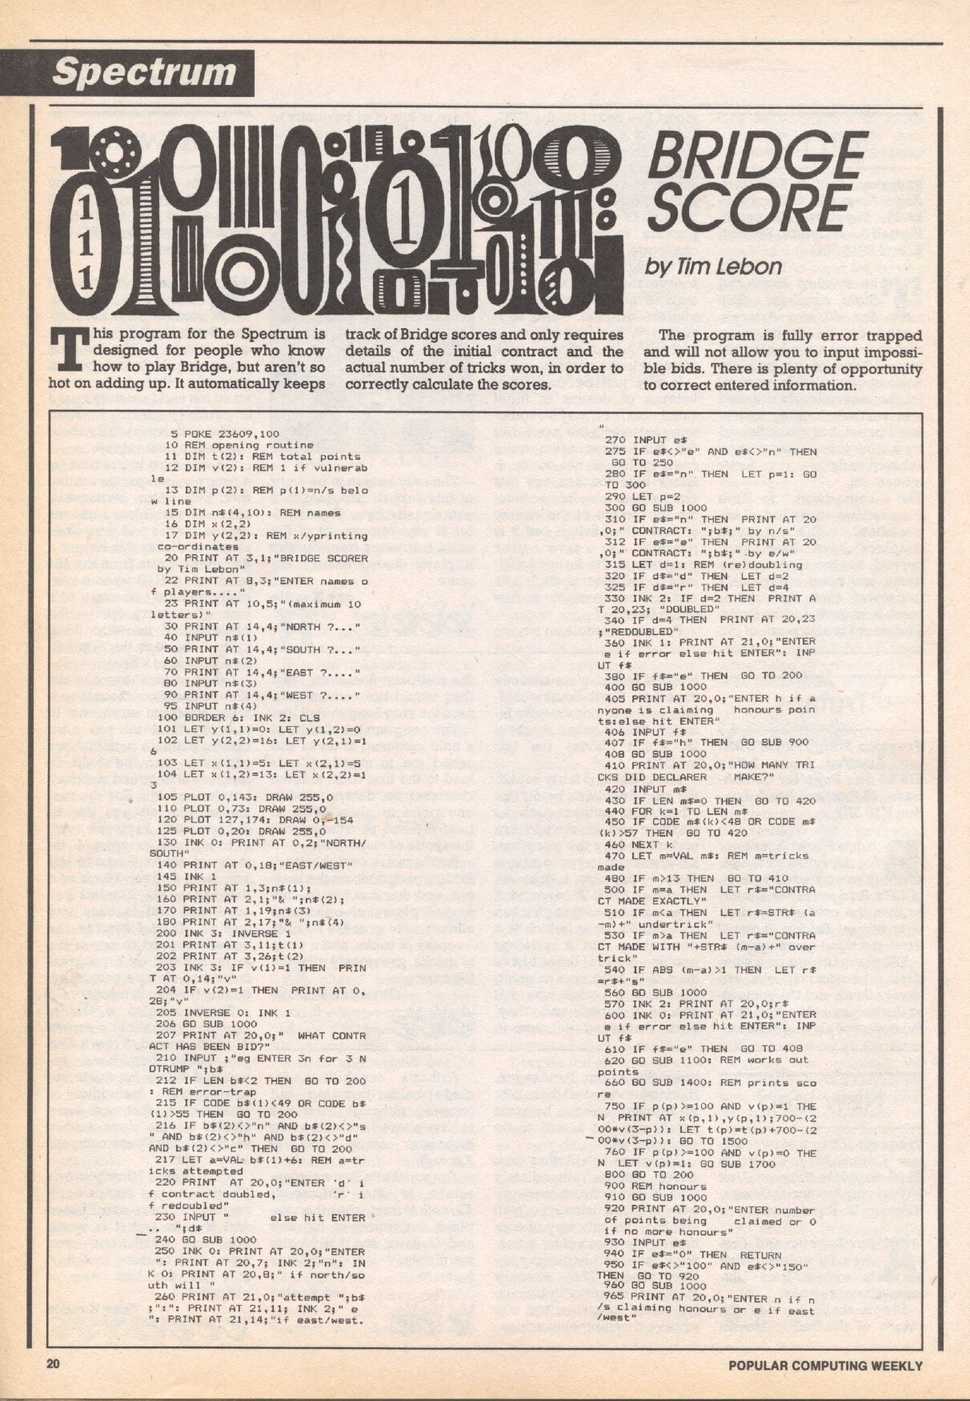 Spectrum
BRIDGE
SCORE
by Tim Lebon
This program for the Spectrum is
designed for people who know
how to play Bridge, but aren't so
hot on adding up. It automatically keeps
track of Bridge scores and only requires
details of the initial contract and the
actual number of tricks won, in order to
correctly calculate the scores.
The program is fully error trapped
and will not allow you to input impossi-
ble bids. There is plenty of opportunity
to correct entered information.
5 POKE 23609,100
10 REM opening routine
11 DIM t(2): REM total points
12 DIM v(2): REM 1 if vulnerab
le
13 DIM p(2): REM p(1)=n/s belo
w line
15 DIM n$(4,10): REM names
16 DIM x(2,2)
17 DIM y(2,2): REM x/yprinting
co-ordinates
20 PRINT AT 3,1;"BRIDGE SCORER
by Tim Lebon"
22 PRINT AT 8,3;"ENTER names o
f players...."
23 PRINT AT 10,5;"(maximum 10
letters)"
30 PRINT AT 14,4;"NORTH ?..."
40 INPUT n$(1)
50 PRINT AT 14,4;"SOUTH ?..."
60 INPUT n$(2)
70 PRINT AT 14,4;"EAST ?...."
80 INPUT n$(3)
90 PRINT AT 14,4;"WEST ?...."
95 INPUT n$(4)
100 BORDER 6: INK 2: CLS
101 LET y(1,1)=0: LET y(1,2)=0
102 LET y(2,2)=16: LET y(2,1)=1
6
103 LET x(1,1)=5: LET x(2,1)=5
104 LET x(1,2)=13: LET x(2,2)=1
3
105 PLOT 0,143: DRAW 255,0
110 PLOT 0,73: DRAW 255,0
120 PLOT 127,174: DRAW 0,-154
125 PLOT 0,20: DRAW 255,0
130 INK 0: PRINT AT 0,2;"NORTH/
SOUTH"
140 PRINT AT 0,18;"EAST/WEST"
145 INK 1
150 PRINT AT 1,3;n$(1);
160 PRINT AT 2,1;"& ";n$(2);
170 PRINT AT 1,19;n$(3)
180 PRINT AT 2,17;"& ";n$(4)
200 INK 3: INVERSE 1
201 PRINT AT 3,11;t(1)
202 PRINT AT 3,26;t(2)
203 INK 3: IF v(1)=1 THEN PRIN
T AT 0,14;"v"
204 IF v(2)=1 THEN PRINT AT 0,
28;"v"
205 INVERSE 0: INK 1
206 GO SUB 1000
207 PRINT AT 20,0;" WHAT CONTR
ACT HAS BEEN BID?"
210 INPUT ;"eg ENTER 3n for 3 N
OTRUMP ";b$
212 IF LEN b$<2 THEN GO TO 200
: REM error-trap
215 IF CODE b$(1)<49 OR CODE b$
(1)>55 THEN GO TO 200
216 IF b$(2)<>"n" AND b$(2)<>"s
" AND b$(2)<>"h" AND b$(2)<>"d"
AND b$(2)<>"c" THEN GO TO 200
217 LET a=VAL b$(1)+6: REM a=tr
icks attempted
220 PRINT AT 20,0;"ENTER 'd' i
f contract doubled, 'r' i
f redoubled"
230 INPUT " else hit ENTER
.. ";d$
240 GO SUB 1000
250 INK 0: PRINT AT 20,0;"ENTER
": PRINT AT 20,7; INK 2;"n": IN
K 0: PRINT AT 20,8;" if north/so
uth will "
260 PRINT AT 21,0;"attempt ";b$
;":": PRINT AT 21,11; INK 2;" e
": PRINT AT 21,14;"if east/west.
"
270 INPUT e$
275 IF e$<>"e" AND e$<>"n" THEN
GO TO 250
280 IF e$="n" THEN LET p=1: GO
TO 300
290 LET p=2
300 GO SUB 1000
310 IF e$="n" THEN PRINT AT 20
,0;" CONTRACT: ";b$;" by n/s"
312 IF e$="e" THEN PRINT AT 20
,0;" CONTRACT: ";b$;" by e/w"
315 LET d=1: REM (re)doubling
320 IF d$="d" THEN LET d=2
325 IF d$="r" THEN LET d=4
330 INK 2: IF d=2 THEN PRINT A
T 20,23; "DOUBLED"
340 IF d=4 THEN PRINT AT 20,23
;"REDOUBLED"
360 INK 1: PRINT AT 21,0;"ENTER
e if error else hit ENTER": INP
UT f$
380 IF f$="e" THEN GO TO 200
400 GO SUB 1000
405 PRINT AT 20,0;"ENTER h if a
nyone is claiming honours poin
ts:else hit ENTER"
406 INPUT f$
407 IF f$="h" THEN GO SUB 900
408 GO SUB 1000
410 PRINT AT 20,0;"HOW MANY TRI
CKS DID DECLARER MAKE?"
420 INPUT m$
430 IF LEN m$=0 THEN GO TO 420
440 FOR k=1 TO LEN m$
450 IF CODE m$(k)<48 OR CODE m$
(k)>57 THEN GO TO 420
460 NEXT k
470 LET m=VAL m$: REM m=tricks
made
480 IF m>13 THEN GO TO 410
500 IF m=a THEN LET r$="CONTRA
CT MADE EXACTLY"
510 IF m<a THEN LET r$=STR$ (a
-m)+" undertrick"
530 IF m>a THEN LET r$="CONTRA
CT MADE WITH "+STR$ (m-a)+" over
trick"
540 IF ABS (m-a)>1 THEN LET r$
=r$+"s"
560 GO SUB 1000
570 INK 2: PRINT AT 20,0;r$
600 INK 0: PRINT AT 21,0;"ENTER
e if error else hit ENTER": INP
UT f$
610 IF f$="e" THEN GO TO 408
620 GO SUB 1100: REM works out
points
660 GO SUB 1400: REM prints sco
re
750 IF p(p)>=100 AND v(p)=1 THE
N PRINT AT x(p,1),y(p,1);700-(2
00*v(3-p)): LET t(p)=t(p)+700-(2
00*v(3-p)): GO TO 1500
760 IF p(p)>=100 AND v(p)=0 THE
N LET v(p)=1: GO SUB 1700
800 GO TO 200
900 REM honours
910 GO SUB 1000
920 PRINT AT 20,0;"ENTER number
of points being claimed or 0
if no more honours"
930 INPUT e$
940 IF e$="0" THEN RETURN
950 IF e$<>"100" AND e$<>"150"
THEN GO TO 920
960 GO SUB 1000
965 PRINT AT 20,0;"ENTER n if n
/s claiming honours or e if east
/west"
20
POPULAR COMPUTING WEEKLY